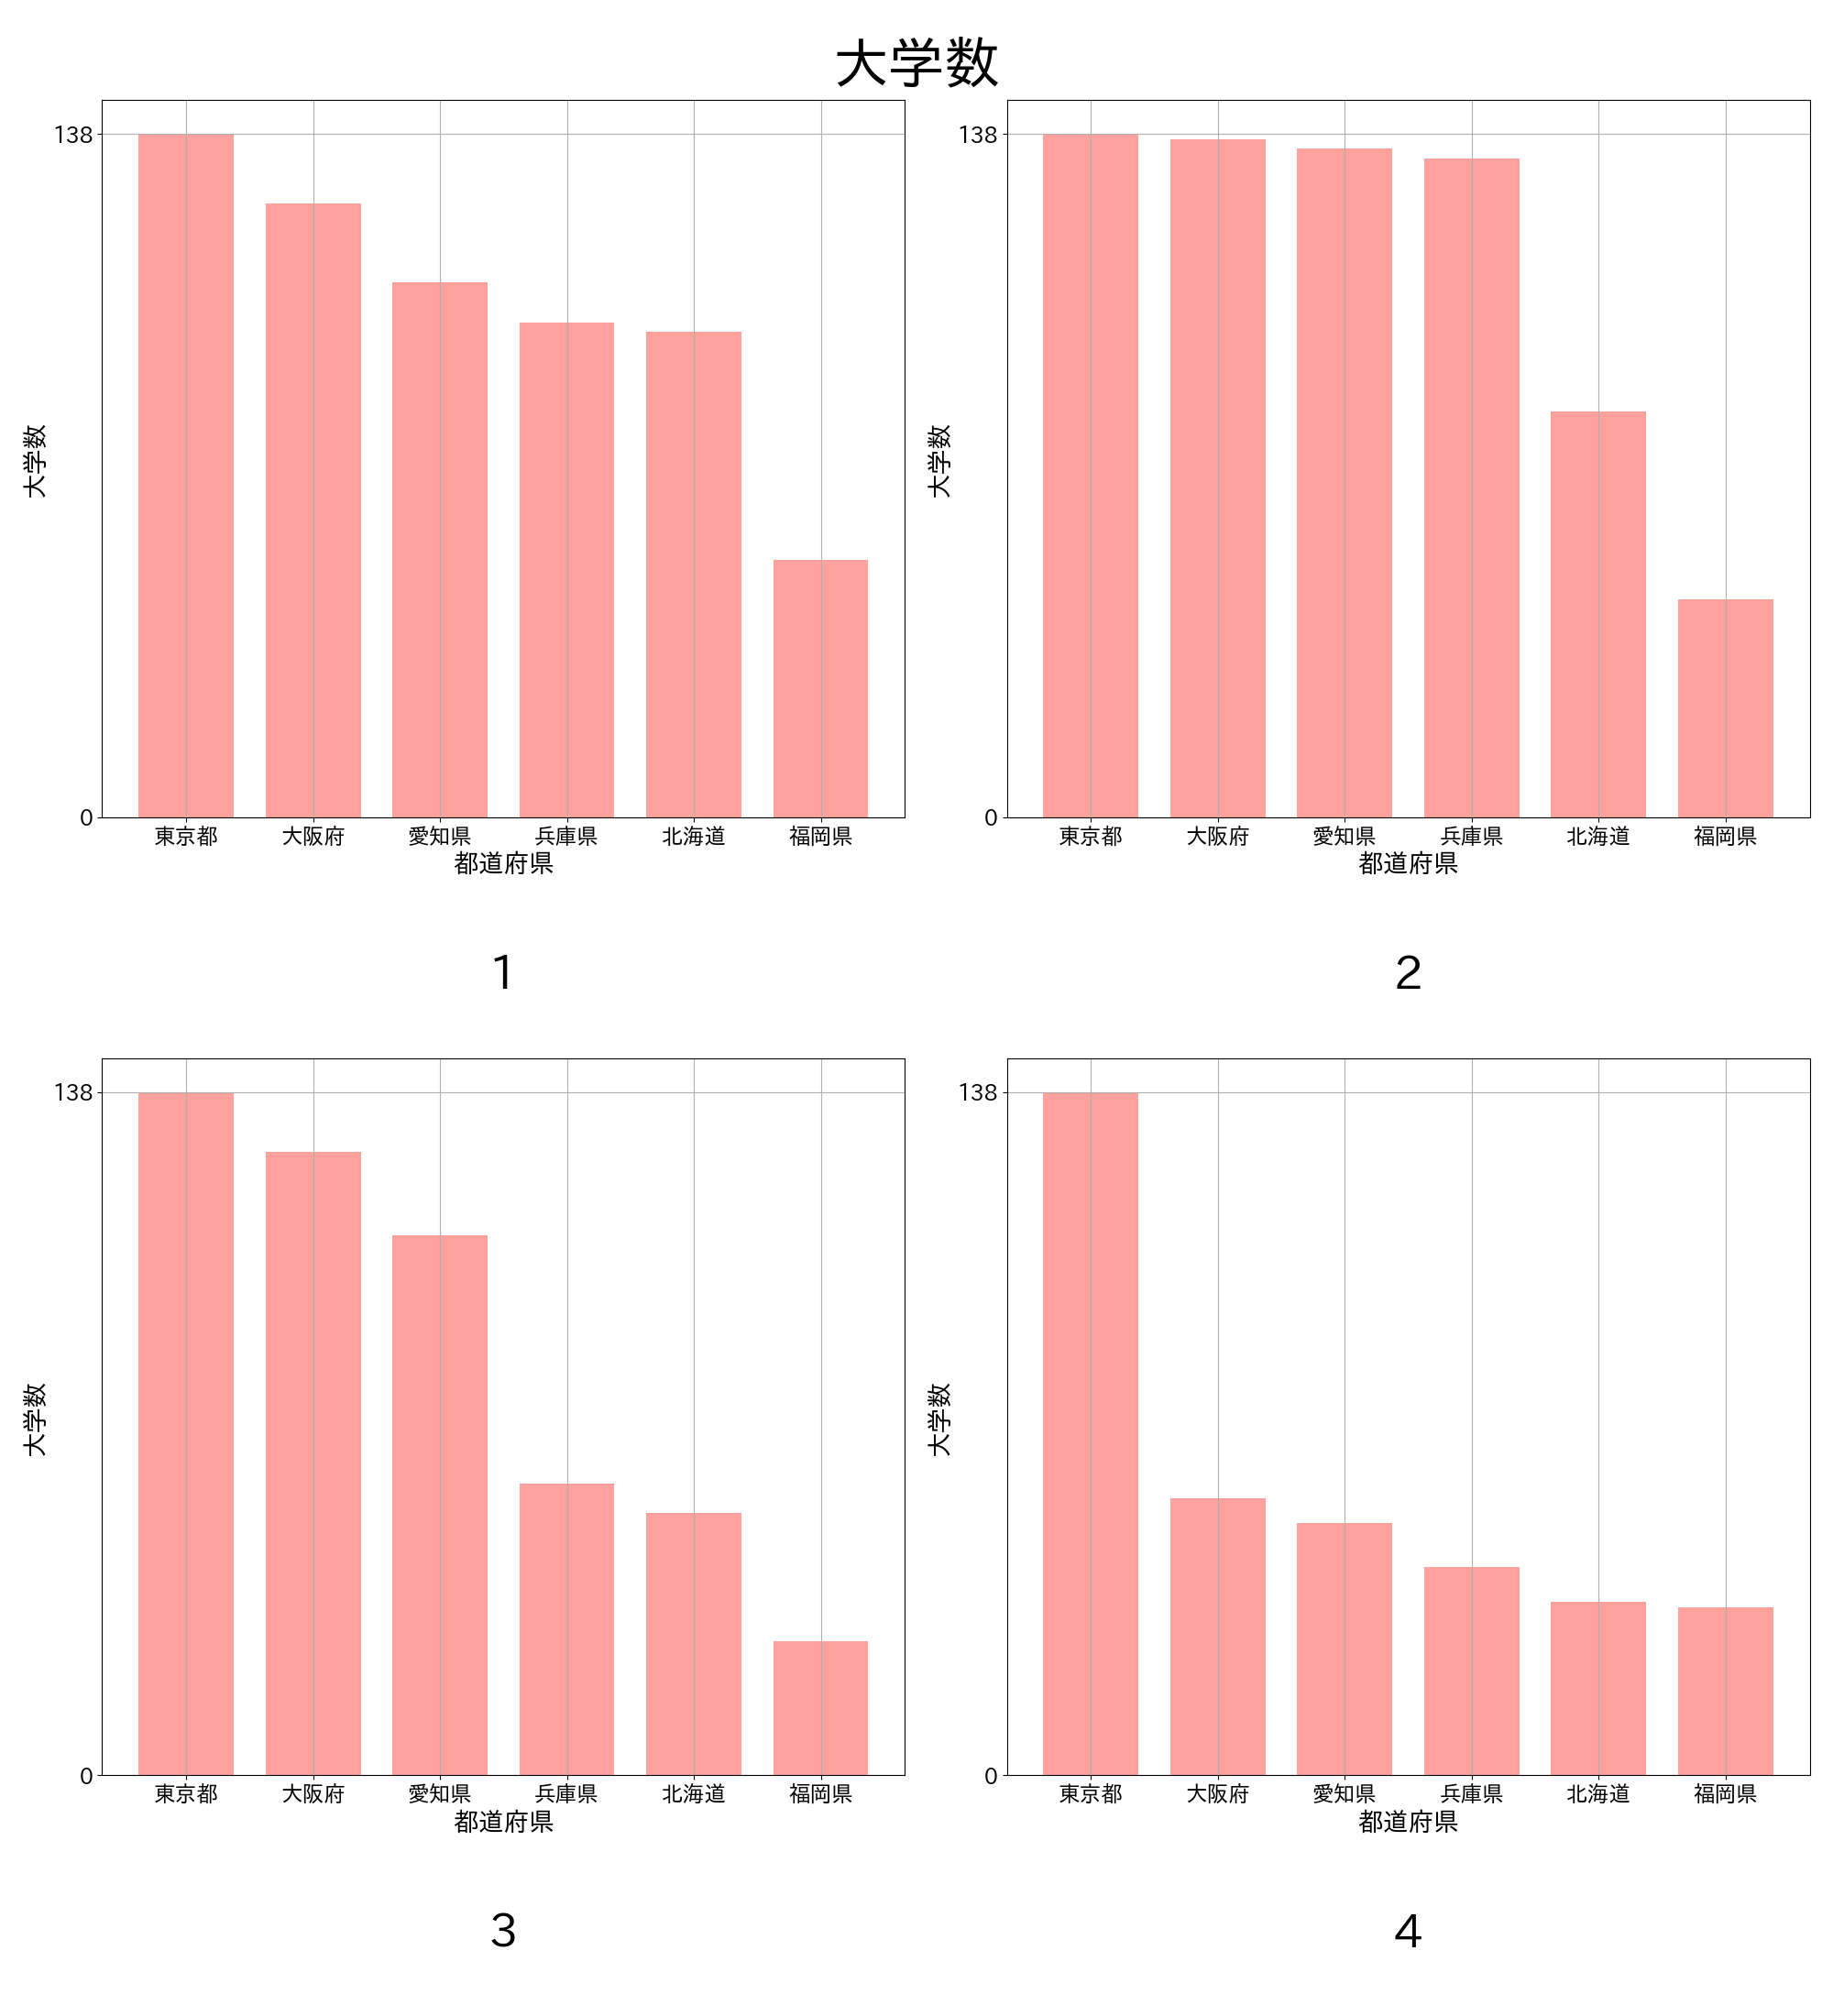 大学数
138
0
大学数
東京都 大阪府 愛知県 兵庫県 北海道 福岡県
都道府県
1
138
0
大学数
東京都 大阪府 愛知県 兵庫県 北海道 福岡県
都道府県
2
138
0
大学数
東京都 大阪府 愛知県 兵庫県 北海道 福岡県
都道府県
3
138
0
大学数
東京都 大阪府 愛知県 兵庫県 北海道 福岡県
都道府県
4